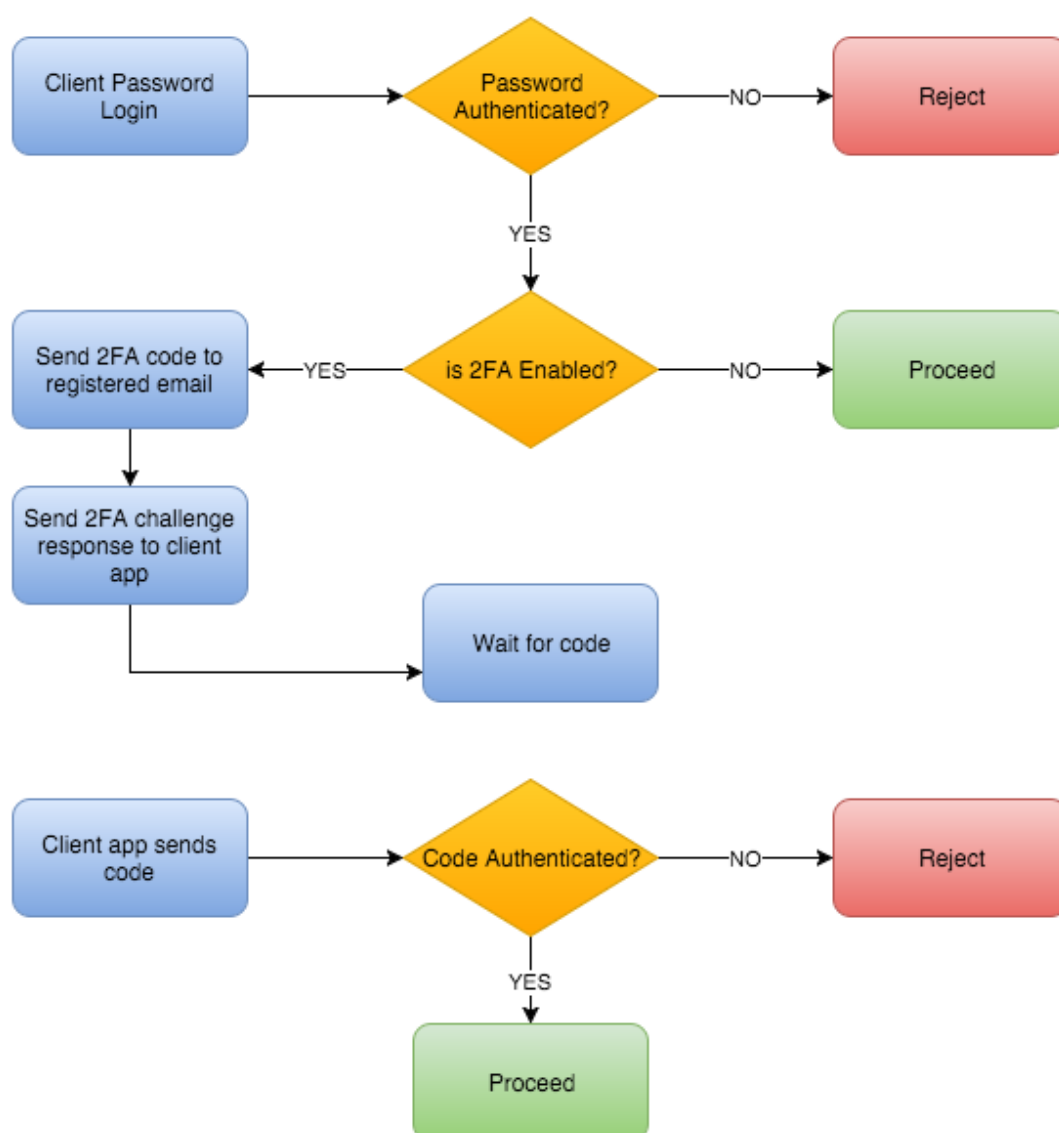 Client Password
Login
Password
Authenticated?
NO
Reject
YES
Send 2FA code to
registered email
YES
is 2FA Enabled?
NO
Proceed
Send 2FA challenge
response to client
app
Wait for code
Client app sends
code
Code Authenticated?
NO
Reject
YES
Proceed